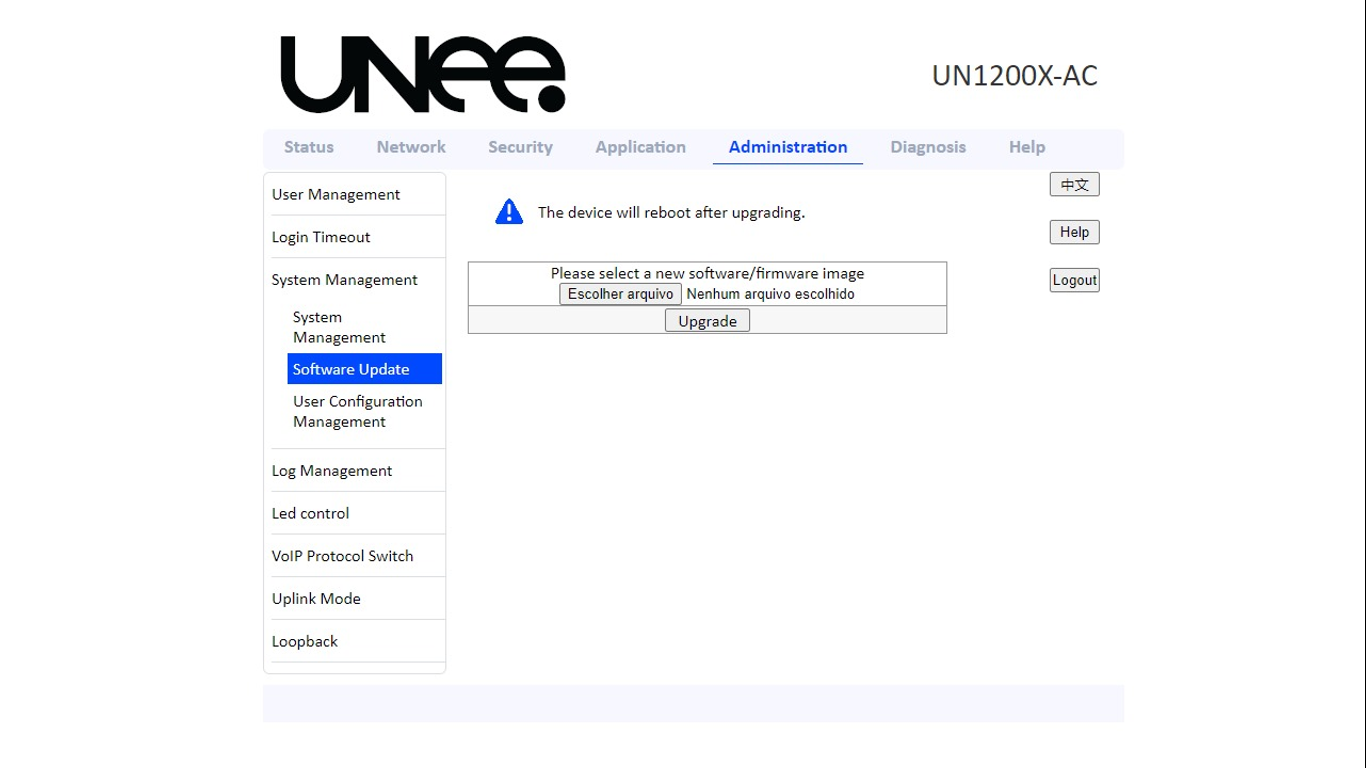 unee.
UN1200X-AC
Status Network Security Application Administration Diagnosis Help
User Management
Login Timeout
System Management
System
Management
Software Update
User Configuration
Management
Log Management
Led control
VoIP Protocol Switch
Uplink Mode
Loopback
The device will reboot after upgrading.
Please select a new software/firmware image
Escolher arquivo Nenhum arquivo escolhido
Upgrade
中文
Help
Logout